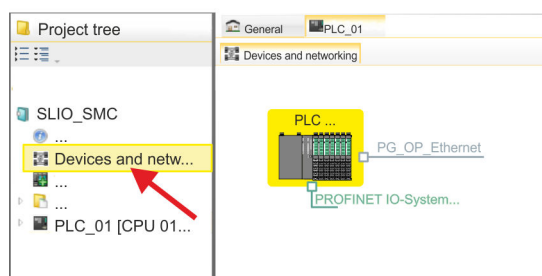 Project tree
SLIO_SMC
...
Devices and netw...
...
...
PLC_01 [CPU 01...
General
PLC_01
Devices and networking
PLC ...
PG_OP_Ethernet
PROFINET IO-System...